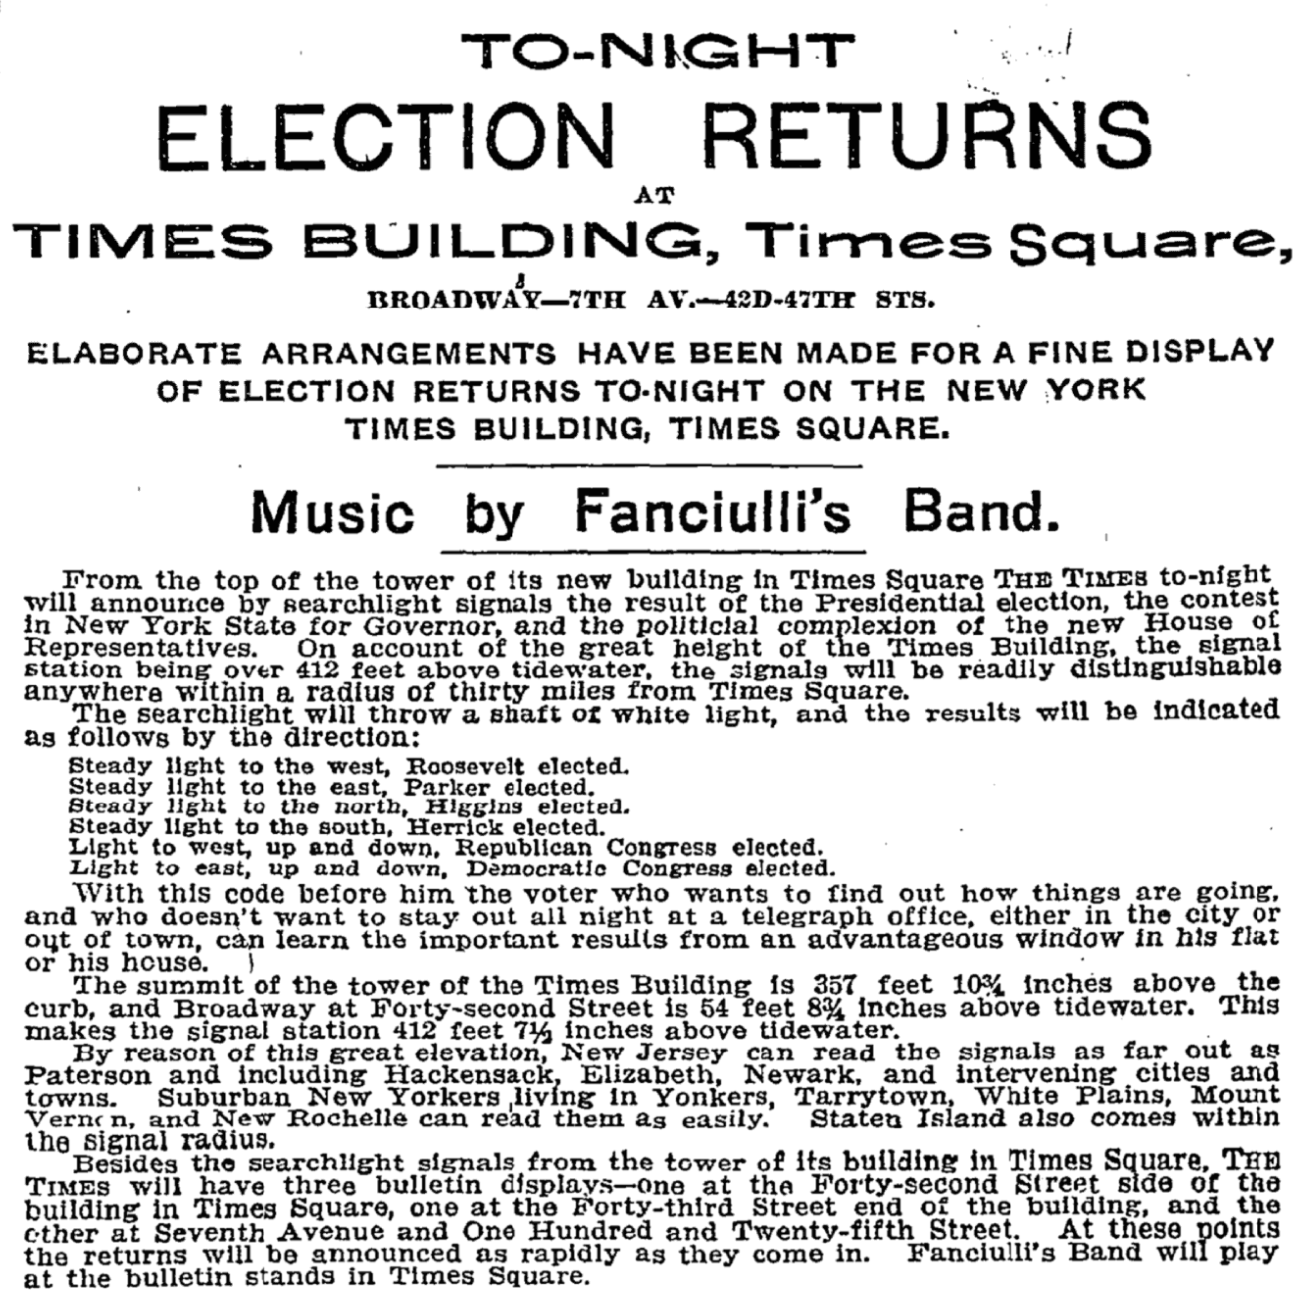 TO-NIGHT
ELECTION RETURNS
AT
TIMES BUILDING, Times Square,
BROADWAY—7TH AV.—42D-47TH STS.
ELABORATE ARRANGEMENTS HAVE BEEN MADE FOR A FINE DISPLAY
OF ELECTION RETURNS TO-NIGHT ON THE NEW YORK
TIMES BUILDING, TIMES SQUARE.
Music by Fanciulli's Band.
From the top of the tower of its new building in Times Square THE TIMES to-night
will announce by searchlight signals the result of the Presidential election, the contest
in New York State for Governor, and the politicial complexion of the new House of
Representatives. On account of the great height of the Times Building, the signal
station being over 412 feet above tidewater, the signals will be readily distinguishable
anywhere within a radius of thirty miles from Times Square.
The searchlight will throw a shaft of white light, and the results will be indicated
as follows by the direction:
Steady light to the west, Roosevelt elected.
Steady light to the east, Parker elected.
Steady light to the north, Higgins elected.
Steady light to the south, Herrick elected.
Light to west, up and down, Republican Congress elected.
Light to east, up and down, Democratic Congress elected.
With this code before him the voter who wants to find out how things are going,
and who doesn't want to stay out all night at a telegraph office, either in the city or
out of town, can learn the important results from an advantageous window in his flat
or his house.
The summit of the tower of the Times Building is 357 feet 10¾ inches above the
curb, and Broadway at Forty-second Street is 54 feet 8¾ inches above tidewater. This
makes the signal station 412 feet 7½ inches above tidewater.
By reason of this great elevation, New Jersey can read the signals as far out as
Paterson and including Hackensack, Elizabeth, Newark, and intervening cities and
towns. Suburban New Yorkers living in Yonkers, Tarrytown, White Plains, Mount
Vernon, and New Rochelle can read them as easily. Staten Island also comes within
the signal radius.
Besides the searchlight signals from the tower of its building in Times Square, THE
TIMES will have three bulletin displays—one at the Forty-second Street side of the
building in Times Square, one at the Forty-third Street end of the building, and the
other at Seventh Avenue and One Hundred and Twenty-fifth Street. At these points
the returns will be announced as rapidly as they come in. Fanciulli's Band will play
at the bulletin stands in Times Square.